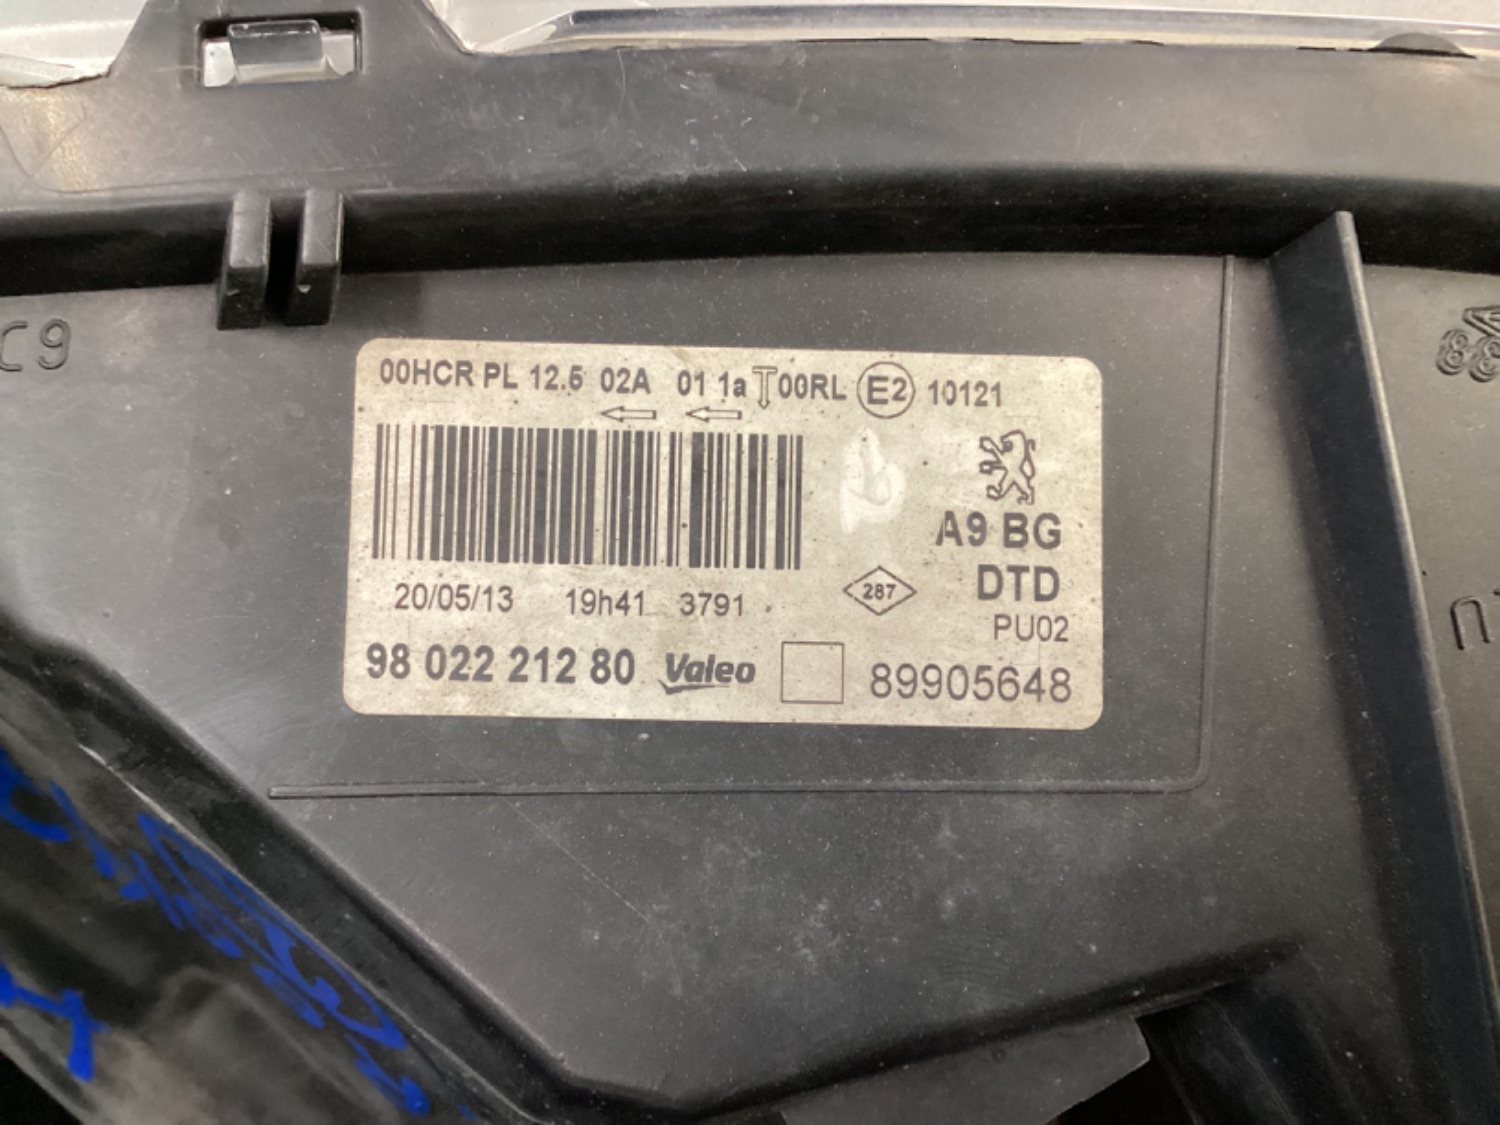 00HCR PL 12.5 02A 01 1a 00RL E2 10121
A9 BG
DTD
287
PU02
20/05/13 19h41 3791
98 022 212 80 Valeo 89905648
C9